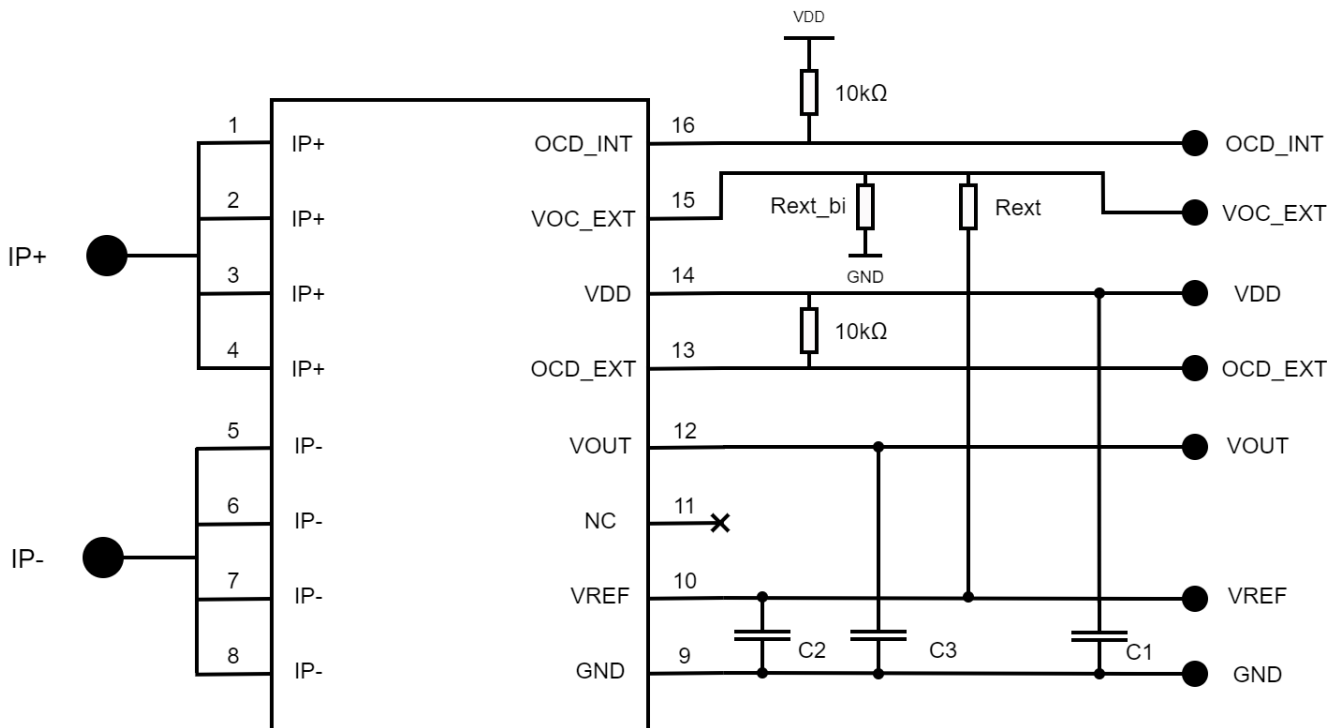 VDD
10kΩ
1 IP+ OCD_INT 16 OCD_INT
2 IP+ VOC_EXT 15 Rext_bi Rext VOC_EXT
IP+
GND
3 IP+ VDD 14 VDD
10kΩ
4 IP+ OCD_EXT 13 OCD_EXT
5 IP- VOUT 12 VOUT
6 IP- NC 11
IP-
7 IP- VREF 10 VREF
C2 C3 C1
8 IP- GND 9 GND